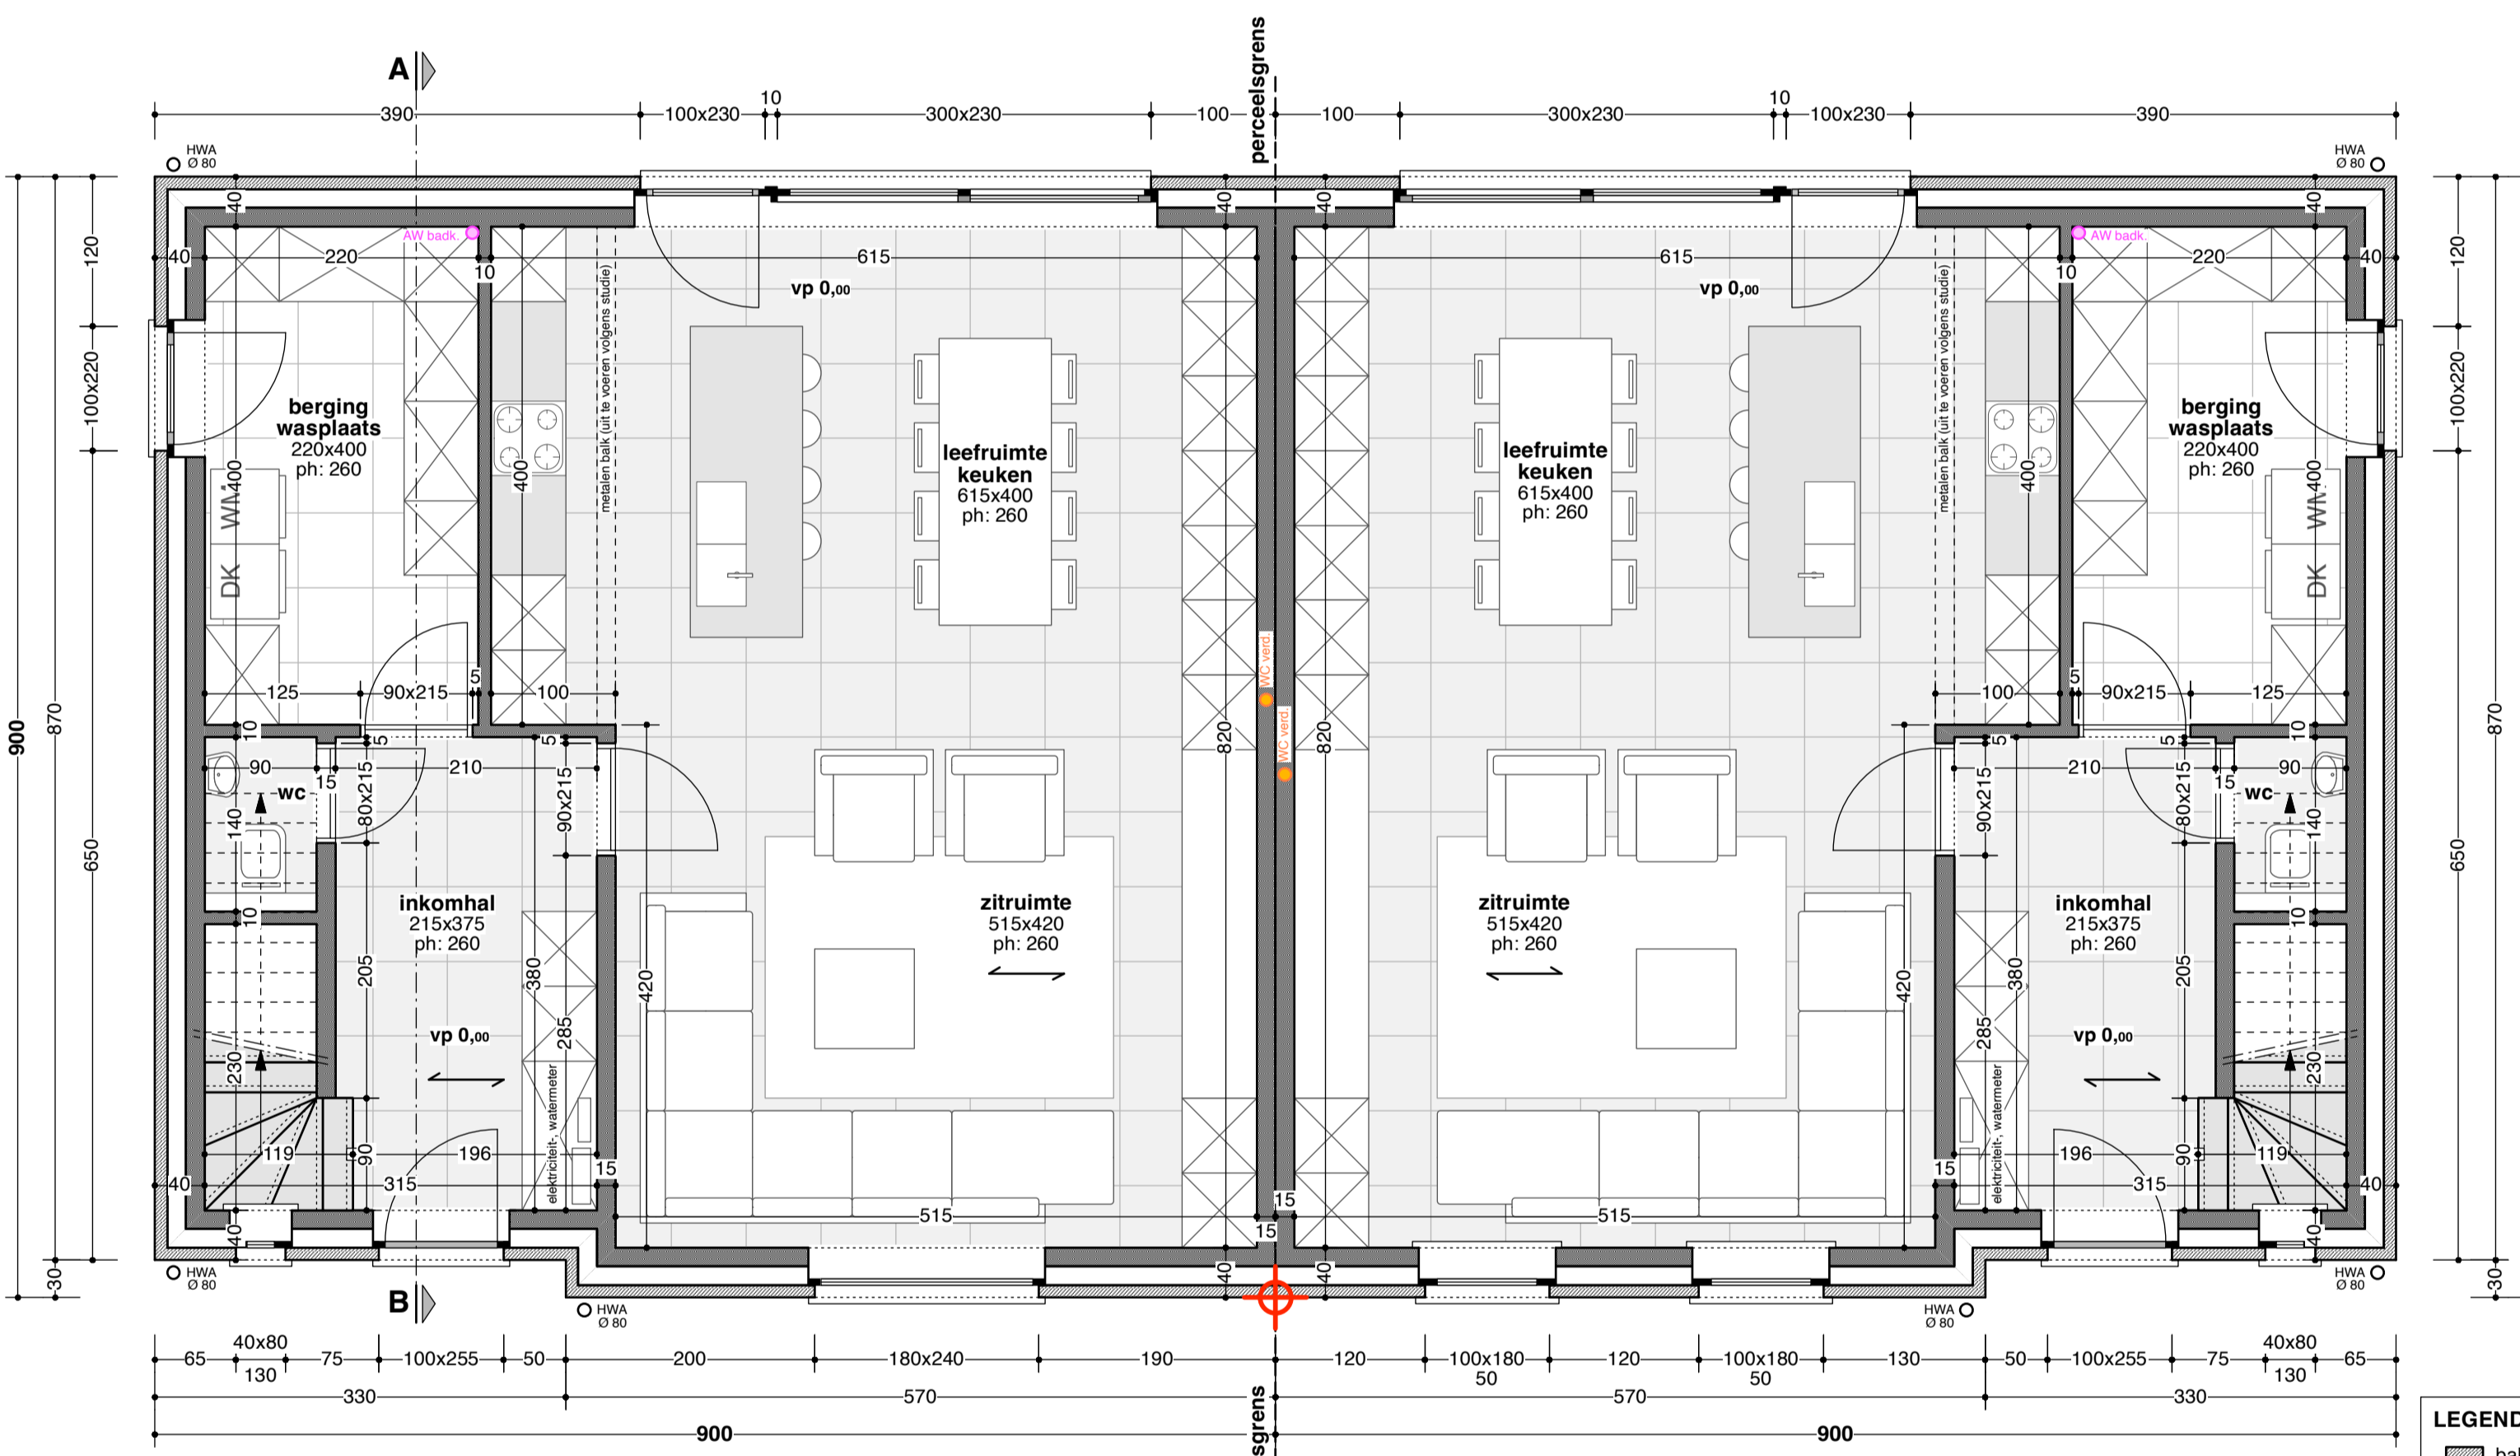 A
perceelsgrens
390
100x230
10
300x230
100
100
300x230
10
100x230
390
HWA
Ø 80
HWA
Ø 80
40
40
40
40
AW badk.
AW badk.
40
220
10
615
615
10
220
40
vp 0,00
vp 0,00
120
100x220
650
870
900
30
120
100x220
650
870
30
metalen balk (uit te voeren volgens studie)
metalen balk (uit te voeren volgens studie)
berging
wasplaats
220x400
ph: 260
400
400
WM
DK
leefruimte
keuken
615x400
ph: 260
leefruimte
keuken
615x400
ph: 260
berging
wasplaats
220x400
ph: 260
400
400
WM
DK
WC verd.
WC verd.
125
90x215
5
100
100
5
90x215
125
820
820
10
5
5
90
15
210
80x215
90x215
wc
140
10
5
5
10
210
15
90
90x215
80x215
wc
140
10
inkomhal
215x375
ph: 260
zitruimte
515x420
ph: 260
zitruimte
515x420
ph: 260
inkomhal
215x375
ph: 260
205
380
420
420
380
205
285
285
vp 0,00
vp 0,00
230
230
elektriciteit-, watermeter
elektriciteit-, watermeter
119
90
196
15
15
196
90
119
40
315
315
40
515
15
15
515
40
40
40
40
HWA
Ø 80
HWA
Ø 80
HWA
Ø 80
HWA
Ø 80
B
65
40x80
130
75
100x255
50
200
180x240
190
120
100x180
50
120
100x180
50
130
50
100x255
75
40x80
130
65
330
570
570
330
900
900
sgrens
LEGEND